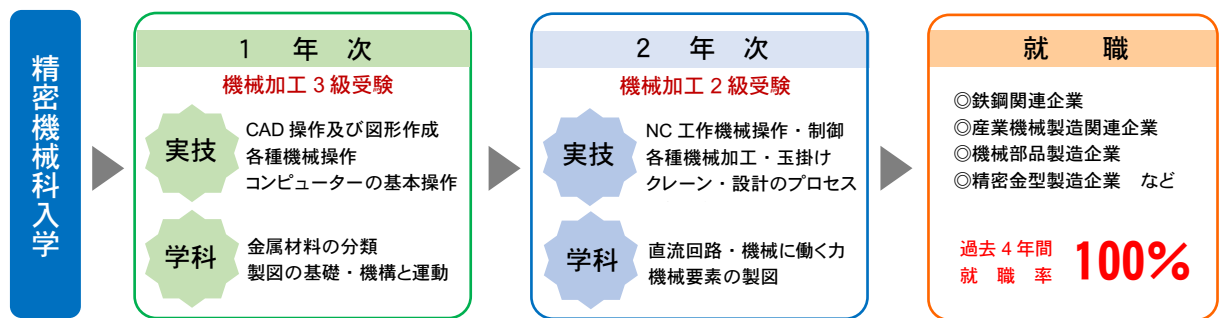 精密機械科入学
1 年次
機械加工3級受験
実技
CAD 操作及び図形作成
各種機械操作
コンピューターの基本操作
学科
金属材料の分類
製図の基礎・機構と運動
2 年次
機械加工2級受験
実技
NC 工作機械操作・制御
各種機械加工・玉掛け
クレーン・設計のプロセス
学科
直流回路・機械に働く力
機械要素の製図
就 職
◎鉄鋼関連企業
◎産業機械製造関連企業
◎機械部品製造企業
◎精密金型製造企業 など
過去4年間
就 職 率
100%